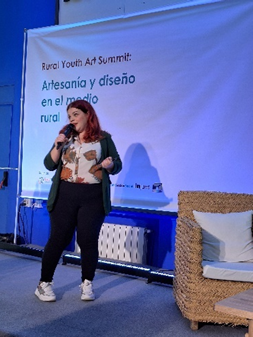 Rural Youth Art Summit:
Artesanía y diseño
en el medio
rural